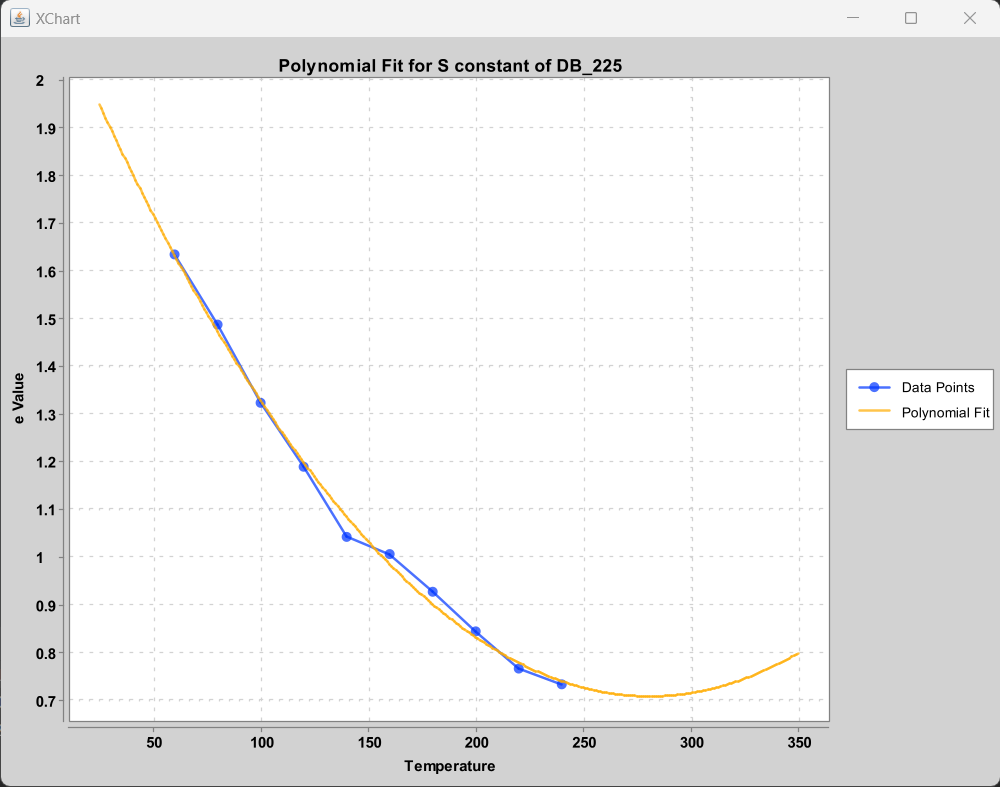 XChart
Polynomial Fit for S constant of DB_225
2
1.9
1.8
1.7
1.6
1.5
1.4
1.3
1.2
1.1
1
0.9
0.8
0.7
e Value
50 100 150 200 250 300 350
Temperature
Data Points
Polynomial Fit